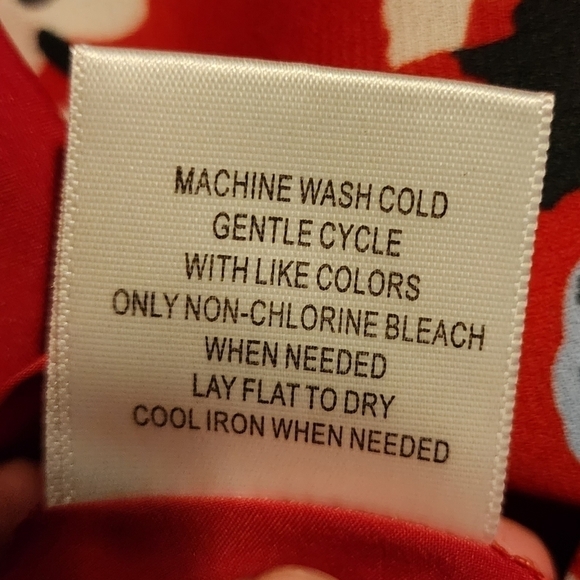 MACHINE WASH COLD
GENTLE CYCLE
WITH LIKE COLORS
ONLY NON-CHLORINE BLEACH
WHEN NEEDED
LAY FLAT TO DRY
COOL IRON WHEN NEEDED